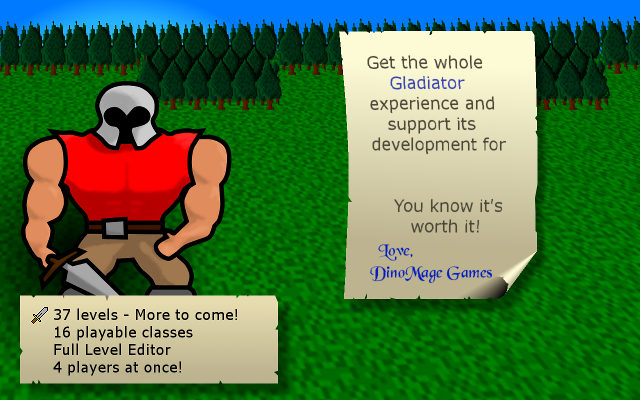 Get the whole
Gladiator
experience and
support its
development for
You know it's
worth it!
Love,
DinoMage Games
37 levels - More to come!
16 playable classes
Full Level Editor
4 players at once!